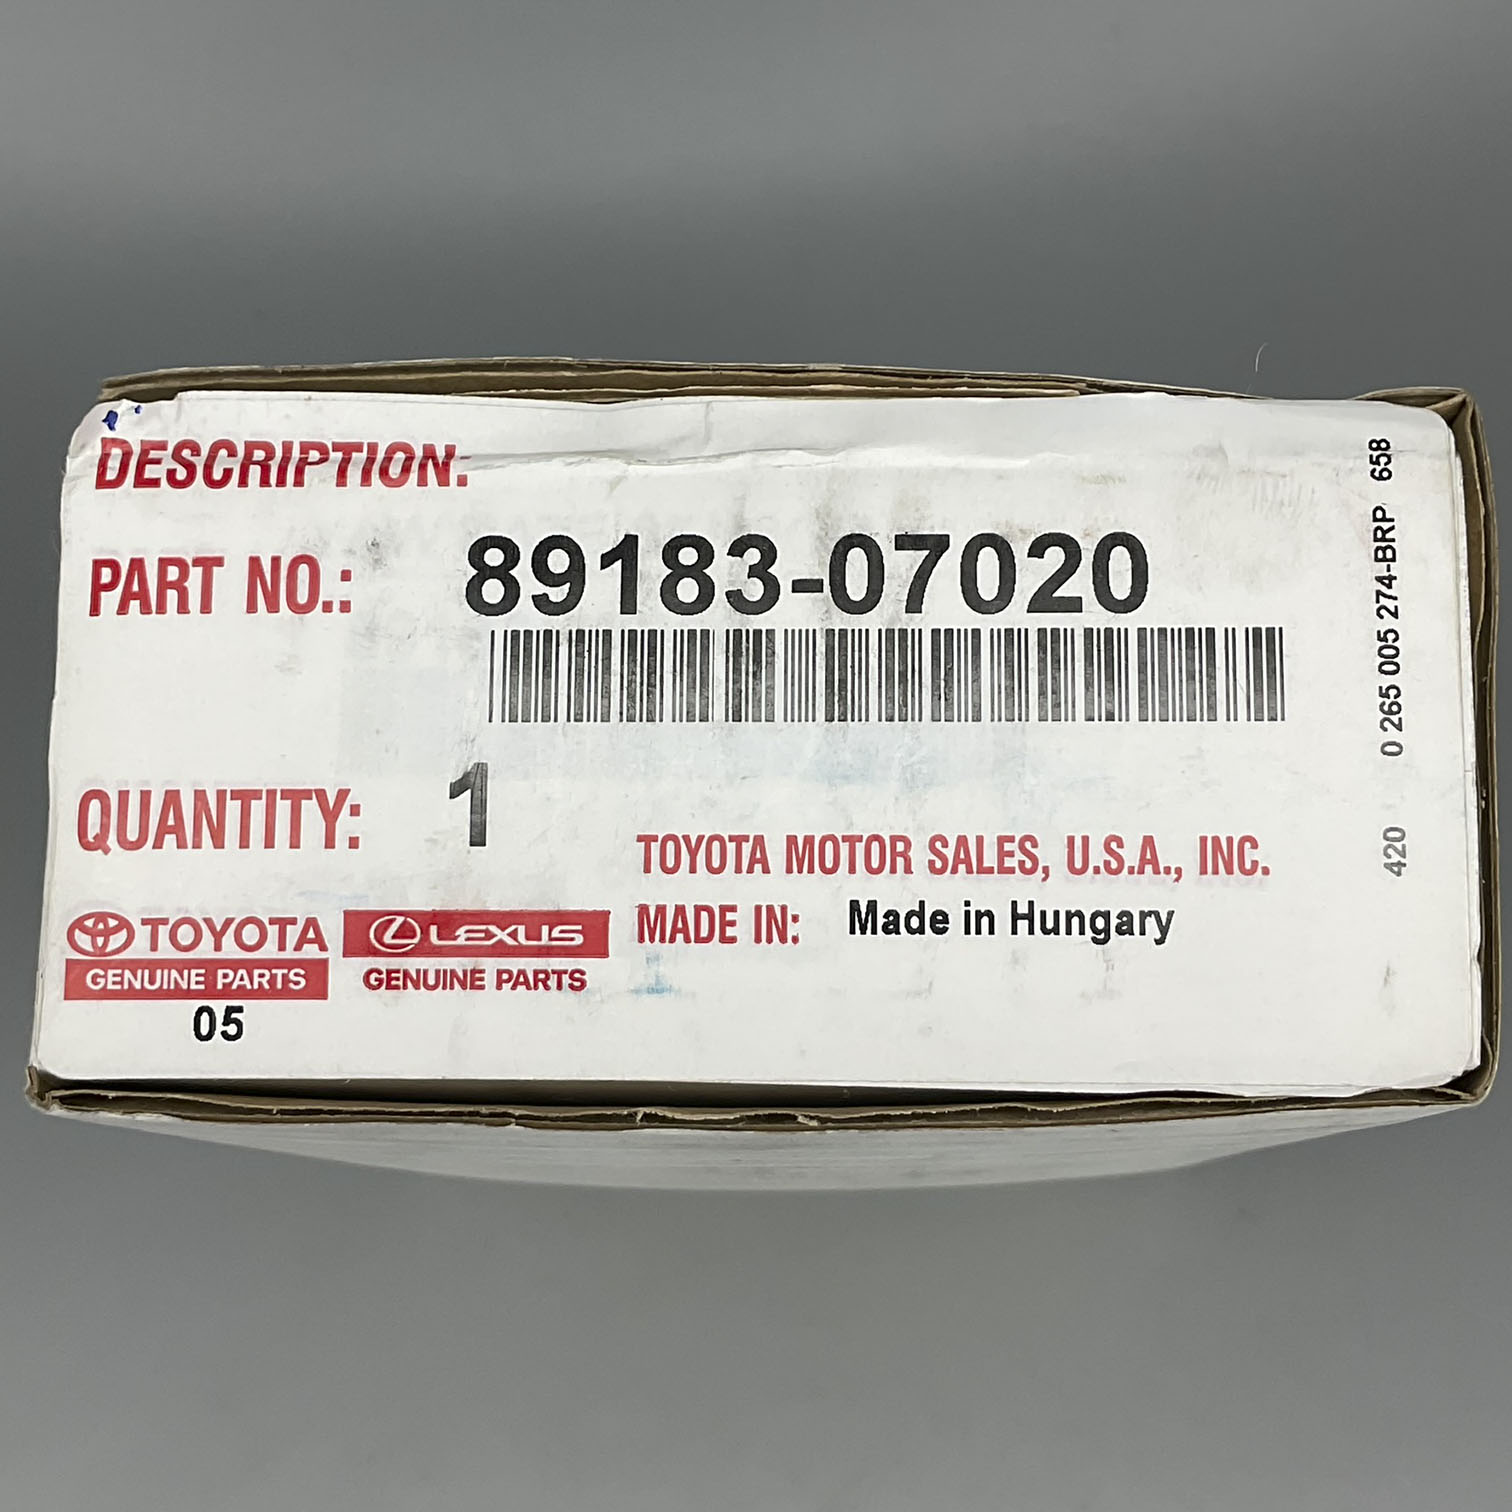 DESCRIPTION:
PART NO.: 89183-07020
QUANTITY: 1
TOYOTA MOTOR SALES, U.S.A., INC.
MADE IN: Made in Hungary
TOYOTA
GENUINE PARTS
05
LEXUS
GENUINE PARTS
420 0 265 005 274-BRP 658